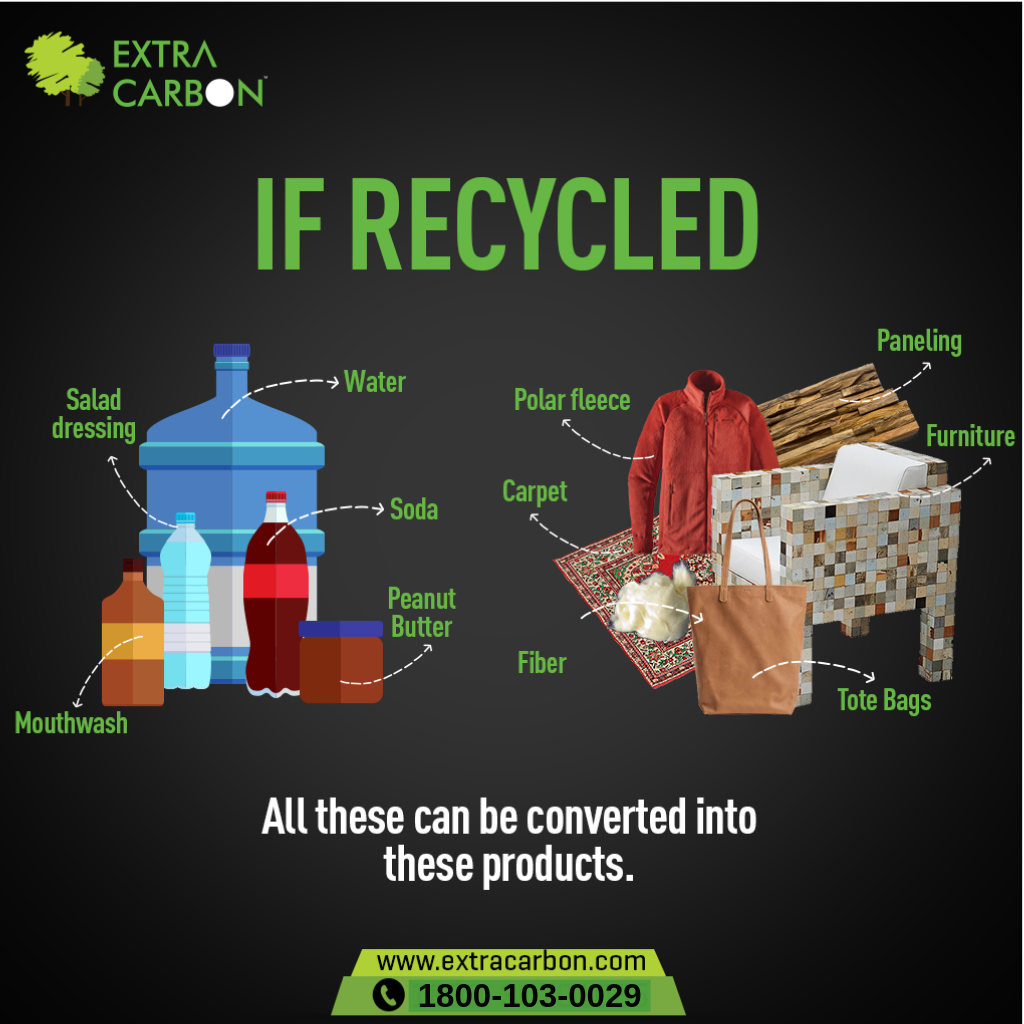 EXTRA
CARBON™
IF RECYCLED
Water
Salad
dressing
Soda
Peanut
Butter
Mouthwash
Paneling
Polar fleece
Furniture
Carpet
Fiber
Tote Bags
All these can be converted into
these products.
www.extracarbon.com
1800-103-0029